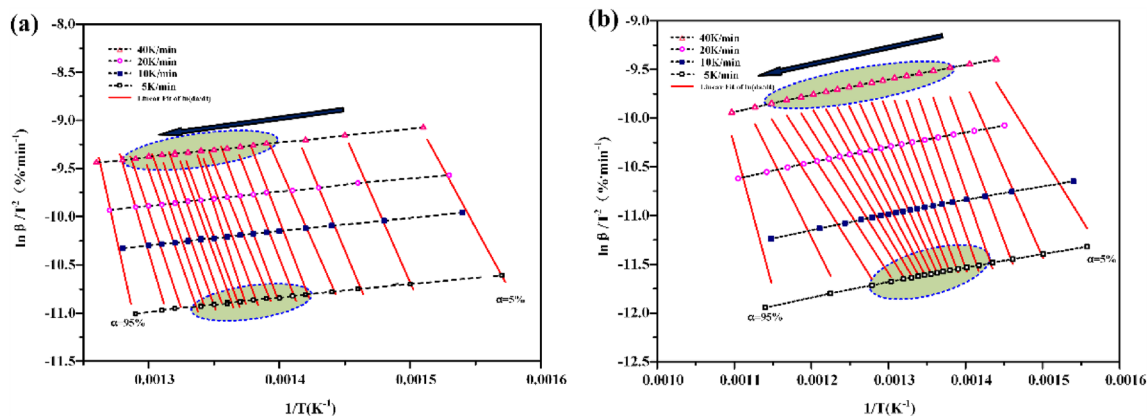 (a)
-8.0
-8.5
-9.0
-9.5
-10.0
-10.5
-11.0
-11.5
ln β/T² (%·min⁻¹)
40K/min
20K/min
10K/min
5K/min
Linear Fit of ln(da/dt)
α=95%
α=5%
0.0013
0.0014
0.0015
0.0016
1/T(K⁻¹)
(b)
-9.0
-9.5
-10.0
-10.5
-11.0
-11.5
-12.0
-12.5
ln β/T² (%·min⁻¹)
40K/min
20K/min
10K/min
5K/min
Linear Fit of ln(da/dt)
α=95%
α=5%
0.0010
0.0011
0.0012
0.0013
0.0014
0.0015
0.0016
1/T(K⁻¹)